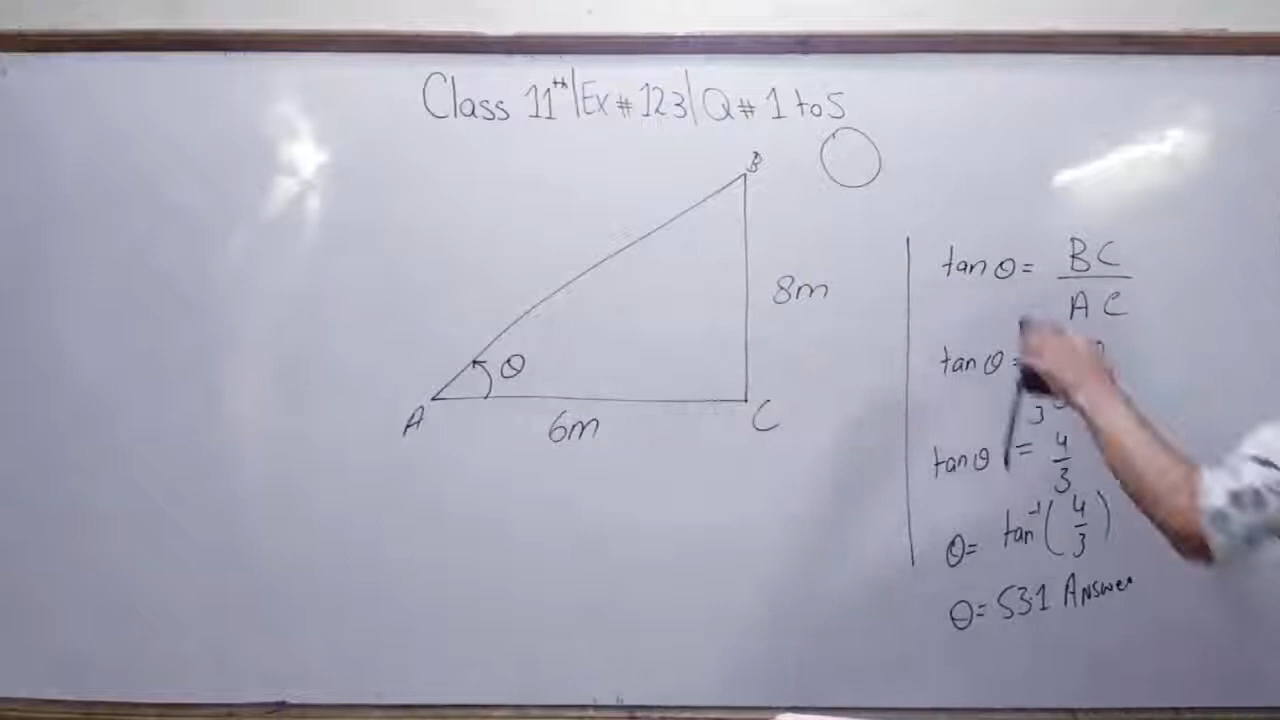 Class 11th | Ex # 12 3 | Q # 1 to 5
B
8m
θ
A
6m
C
tan θ = BC / AC
tan θ =
3
tan θ = 4/3
θ = tan⁻¹ (4/3)
θ = 53.1 Answer